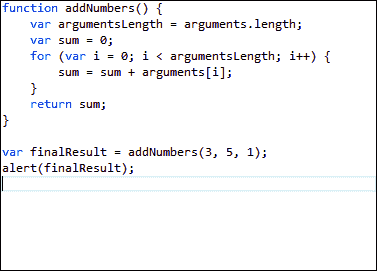 function addNumbers() {
    var argumentsLength = arguments.length;
    var sum = 0;
    for (var i = 0; i < argumentsLength; i++) {
        sum = sum + arguments[i];
    }
    return sum;
}

var finalResult = addNumbers(3, 5, 1);
alert(finalResult);